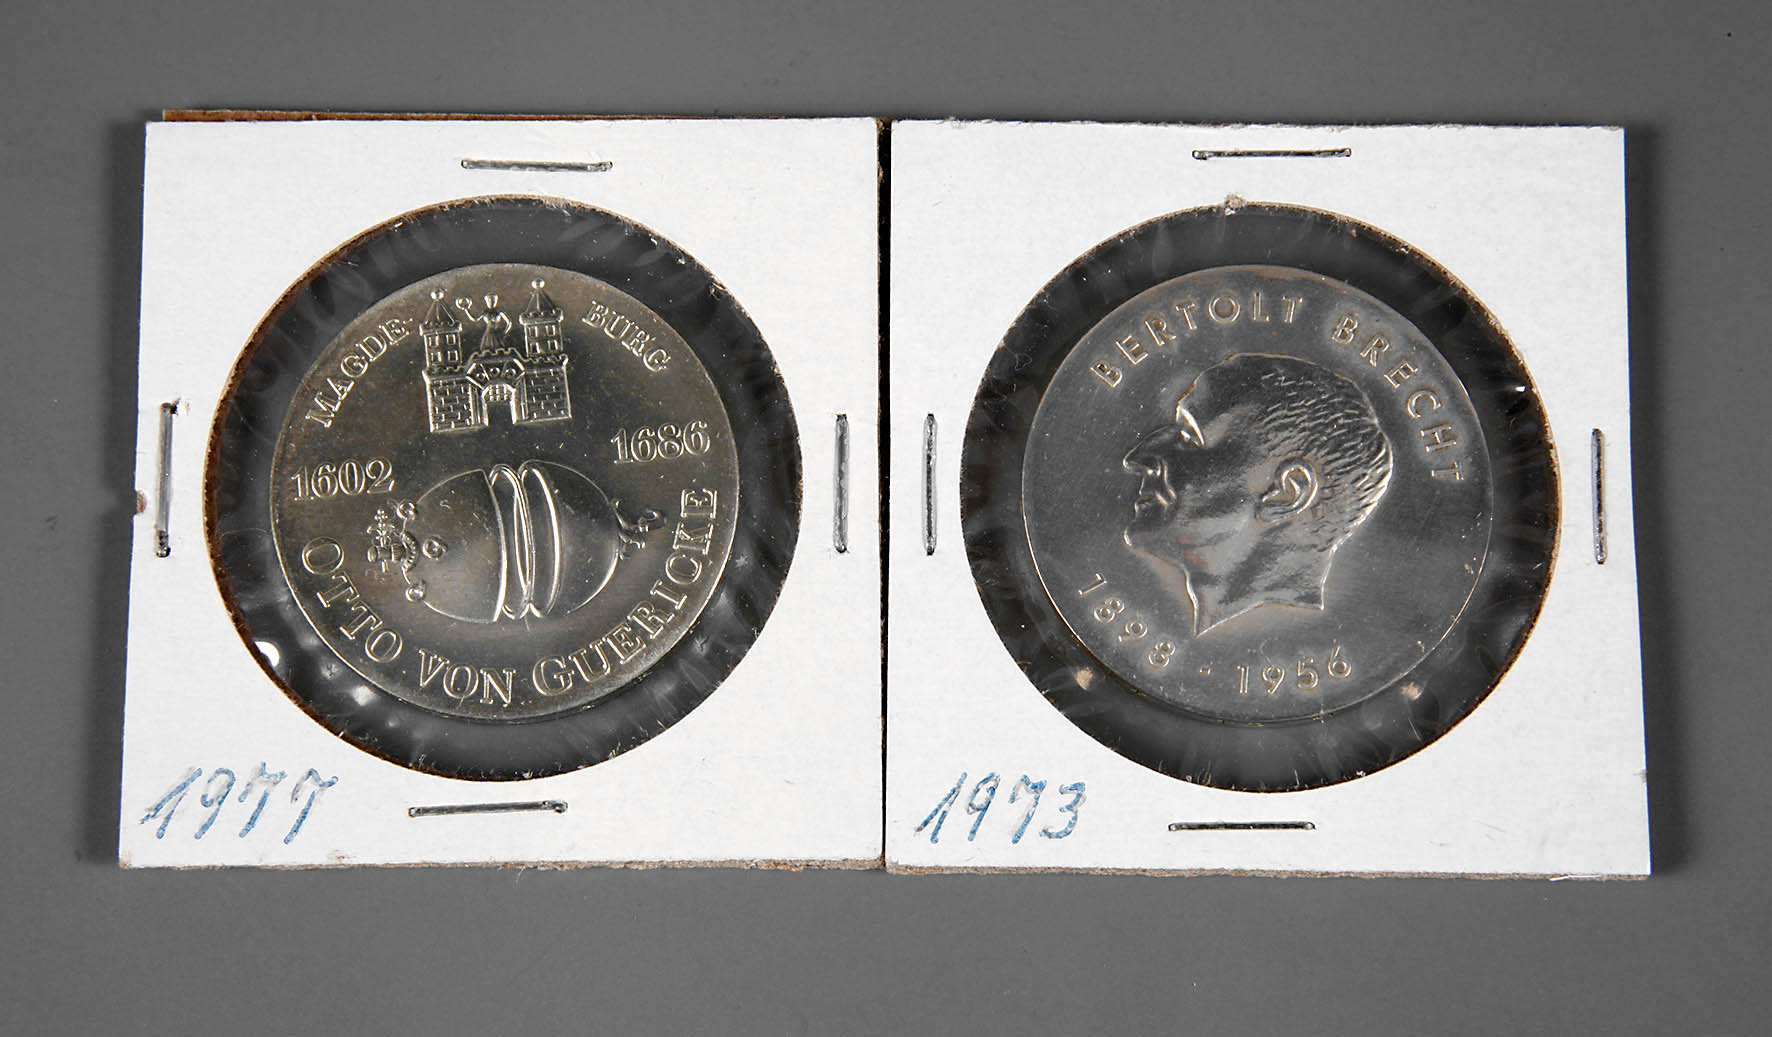 MAGDE-
BURG
1602
1686
OTTO VON GUERICKE
1977
BERTOLT BRECHT
1898 - 1956
1973